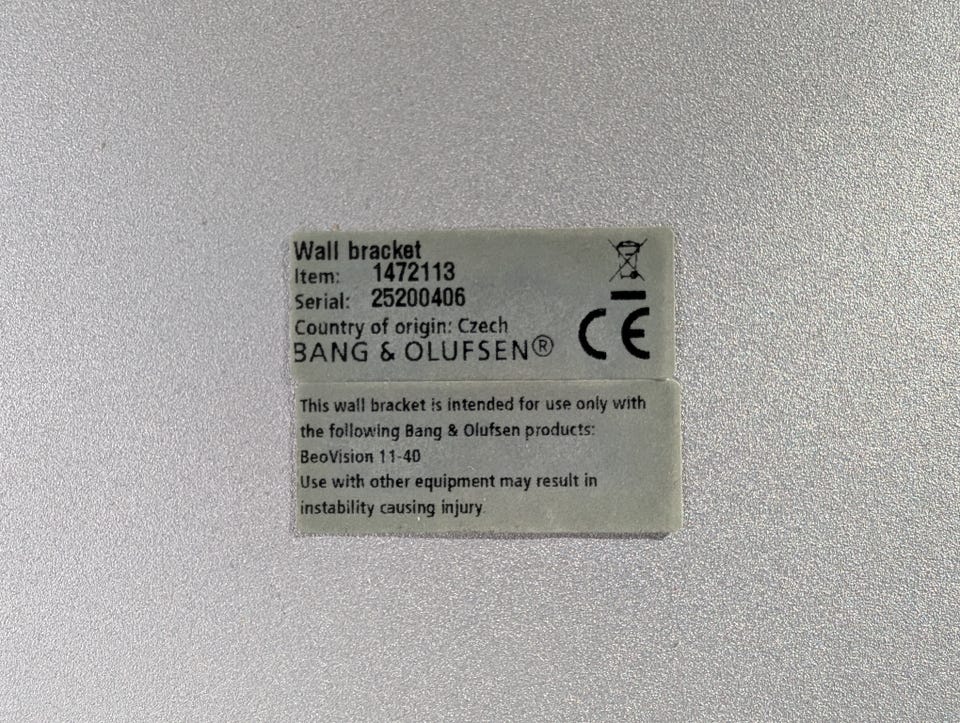 Wall bracket
Item: 1472113
Serial: 25200406
Country of origin: Czech
BANG & OLUFSEN®
CE
This wall bracket is intended for use only with
the following Bang & Olufsen products:
BeoVision 11-40
Use with other equipment may result in
instability causing injury.